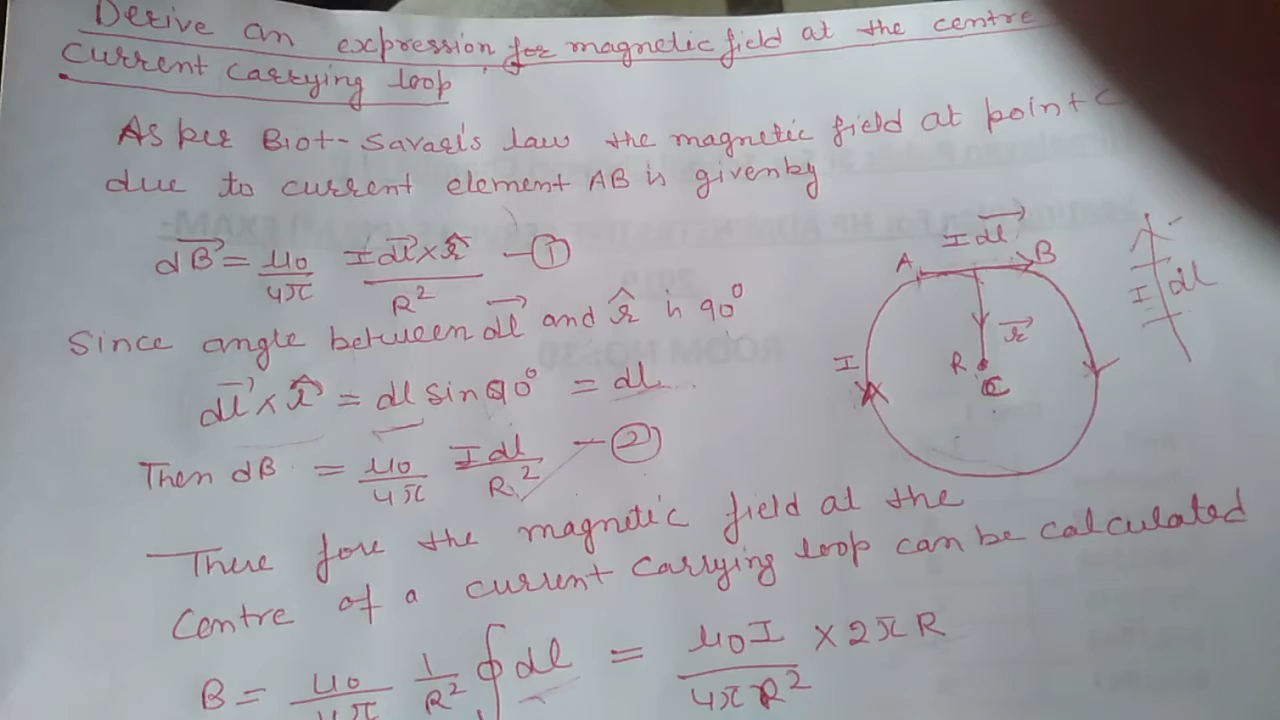 Derive an expression for magnetic field at the centre
current carrying loop
As per Biot-Savart's law the magnetic field at point C
due to current element AB is given by
dB⃗ = μ0/4π I dl⃗ × r̂ / R² — ①
Since angle between dl⃗ and r̂ is 90°
dl⃗ × r̂ = dl sin 90° = dl
Then dB = μ0/4π I dl / R² — ②
There fore the magnetic field at the
Centre of a current carrying loop can be calculated
B = μ0/4π 1/R² ∮ dl = μ0 I / 4π R² × 2πR
I dl⃗
A B
I dl
r⃗
I R
C